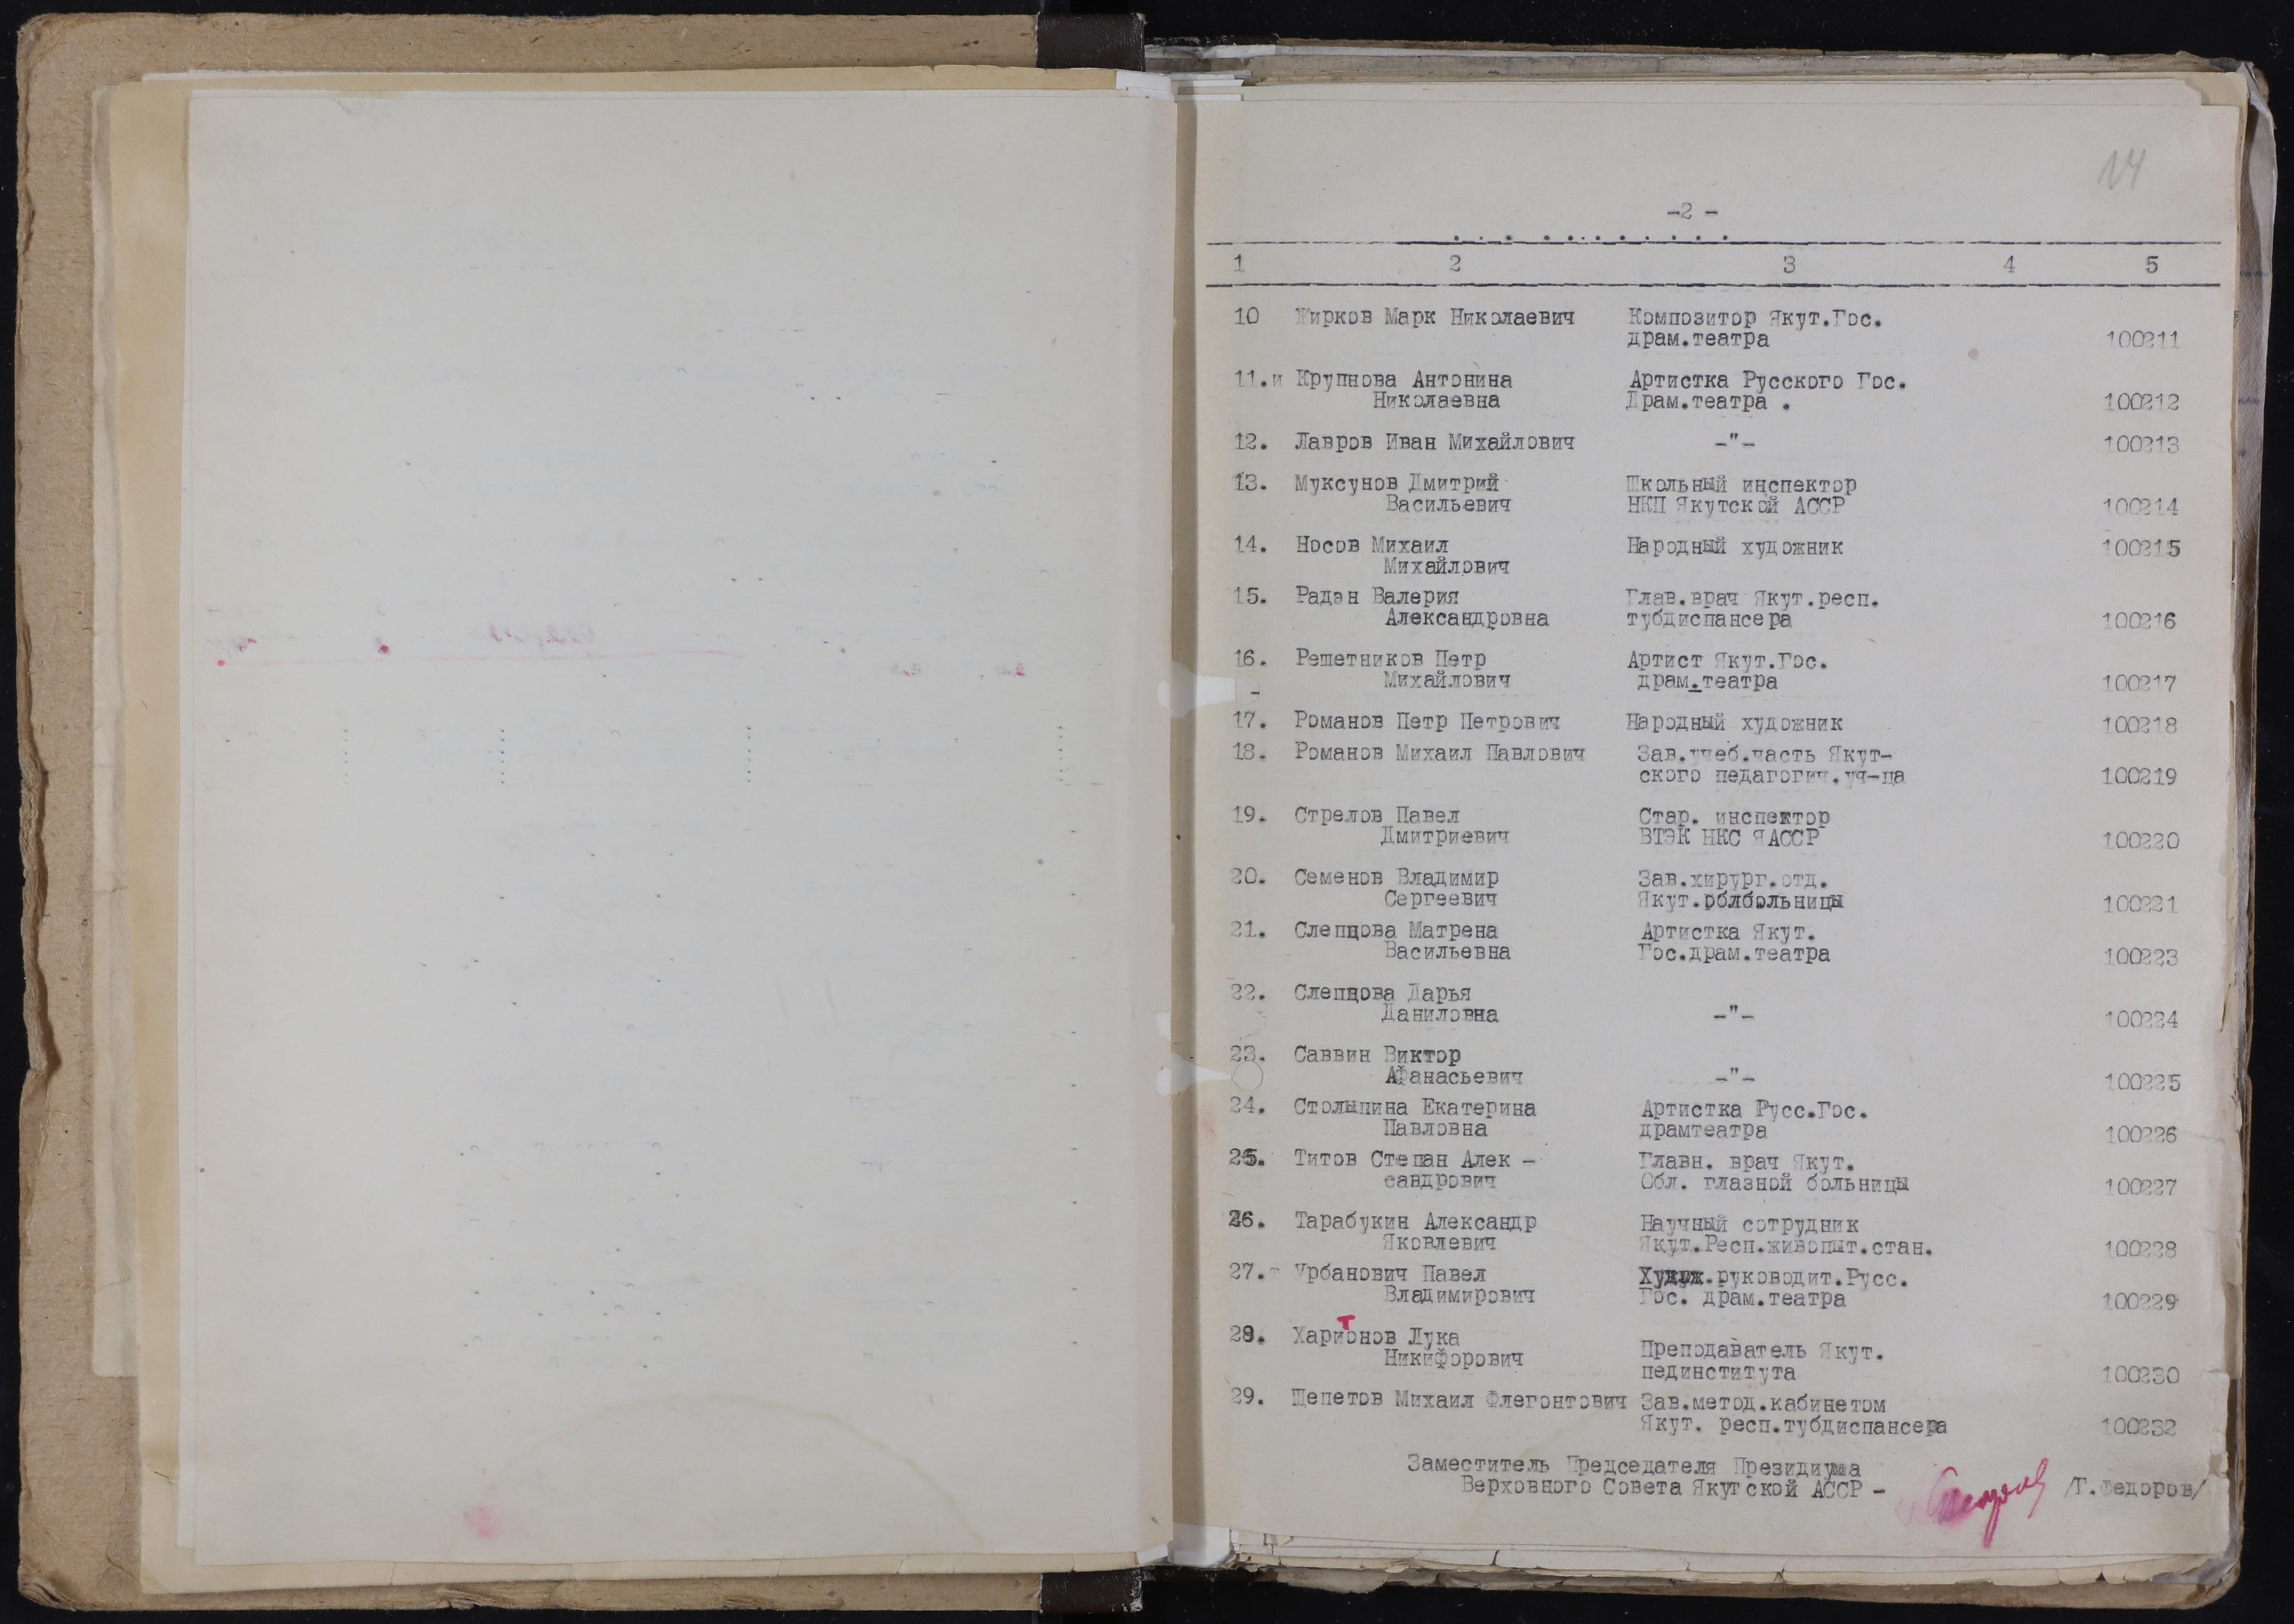 14
-2 -
. . . . . . . . . . .
1 2 3 4 5
10 Жирков Марк Николаевич Композитор Якут.Гос.
драм.театра 100211
11.и Крупнова Антонина Артистка Русского Гос.
Николаевна Драм.театра . 100212
12. Лавров Иван Михайлович -"- 100213
13. Муксунов Дмитрий Школьный инспектор
Васильевич НКП Якутской АССР 100214
14. Носов Михаил Народный художник 100215
Михайлович
15. Радэн Валерия Глав.врач Якут.респ.
Александровна тубдиспансера 100216
16. Решетников Петр Артист Якут.Гос.
Михайлович драм.театра 100217
17. Романов Петр Петрович Народный художник 100218
18. Романов Михаил Павлович Зав.учеб.часть Якут-
ского педагогич.уч-ща 100219
19. Стрелов Павел Стар. инспектор
Дмитриевич ВТЭК НКС ЯАССР 100220
20. Семенов Владимир Зав.хирург.отд.
Сергеевич Якут.облбольницы 100221
21. Слепцова Матрена Артистка Якут.
Васильевна Гос.драм.театра 100223
22. Слепцова Дарья
Даниловна -"- 100224
23. Саввин Виктор
Афанасьевич -"- 100225
24. Столыпина Екатерина Артистка Русс.Гос.
Павловна драмтеатра 100226
25. Титов Степан Алек - Главн. врач Якут.
сандрович Обл. глазной больницы 100227
26. Тарабукин Александр Научный сотрудник
Яковлевич Якут.Респ.живопыт.стан. 100228
27. Урбанович Павел Худож.руководит.Русс.
Владимирович Гос. драм.театра 100229
т
28. Харионов Лука
Никифорович Преподаватель Якут.
пединститута 100230
29. Щепетов Михаил Флегонтович Зав.метод.кабинетом
Якут. респ.тубдиспансера 100232
Заместитель Председателя Президиума
Верховного Совета Якутской АССР - /Т.Федоров/